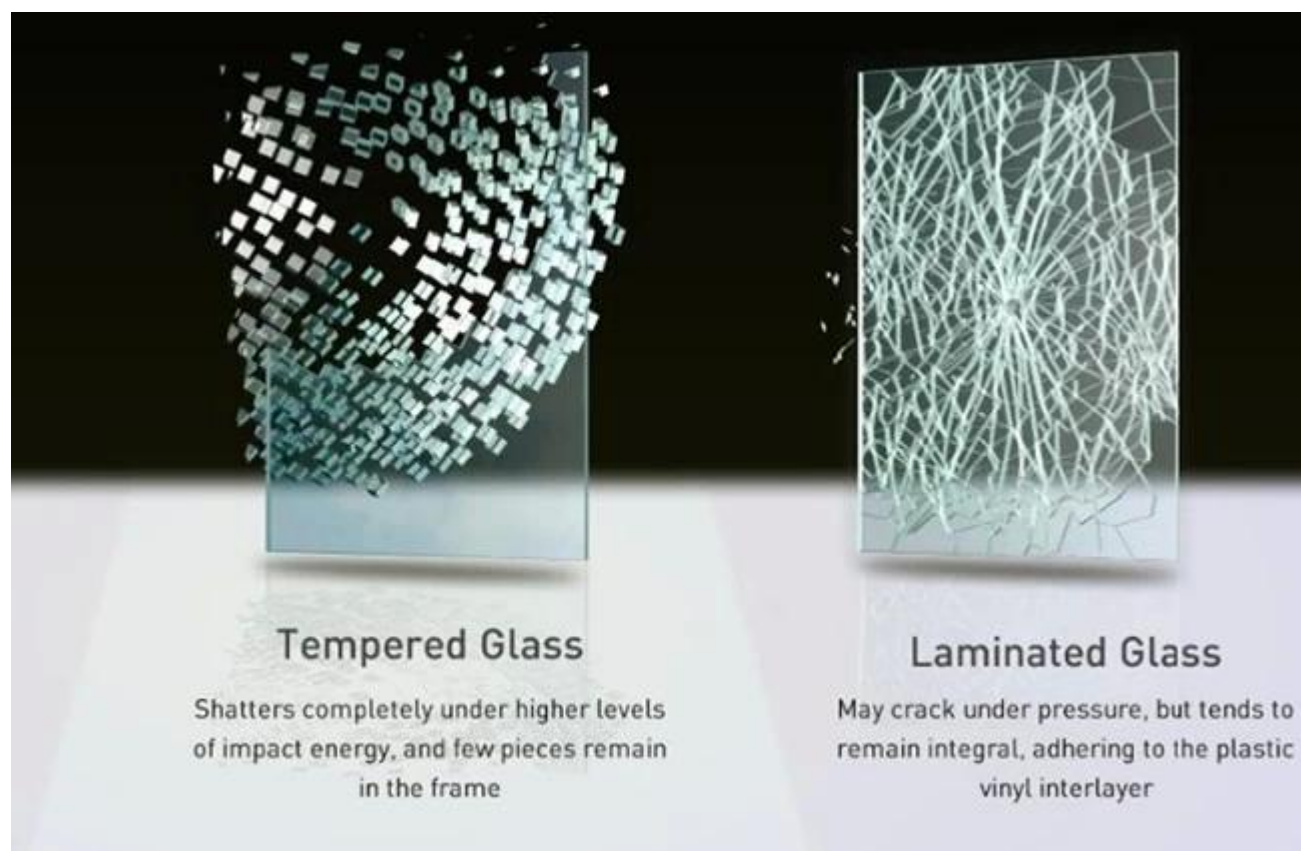 Tempered Glass
Shatters completely under higher levels
of impact energy, and few pieces remain
in the frame
Laminated Glass
May crack under pressure, but tends to
remain integral, adhering to the plastic
vinyl interlayer